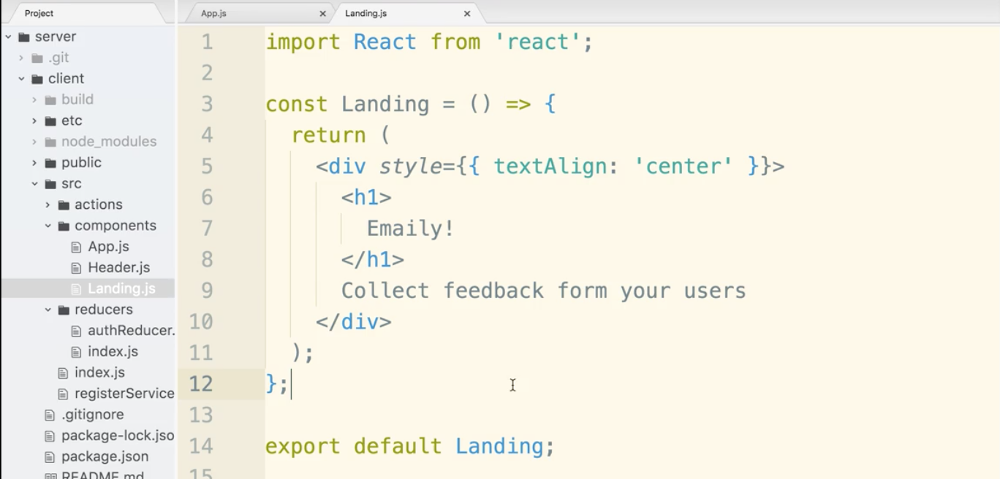 Project
server
.git
client
build
etc
node_modules
public
src
actions
components
App.js
Header.js
Landing.js
reducers
authReducer.
index.js
index.js
registerService
.gitignore
package-lock.jso
package.json
README.md
App.js × Landing.js ×
1 import React from 'react';
2
3 const Landing = () => {
4 return (
5 <div style={{ textAlign: 'center' }}>
6 <h1>
7 Emaily!
8 </h1>
9 Collect feedback form your users
10 </div>
11 );
12 };
13
14 export default Landing;
15